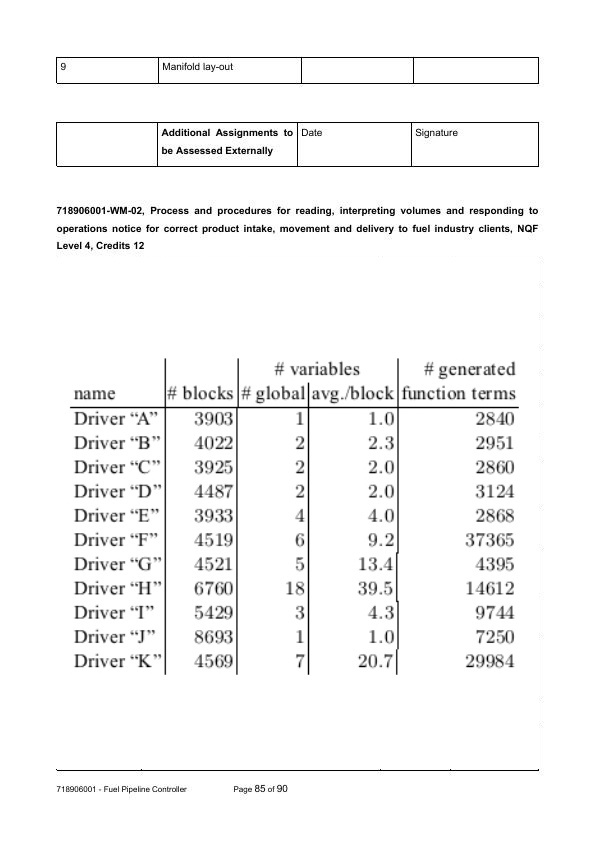 9 Manifold lay-out
Additional Assignments to Date Signature
be Assessed Externally
718906001-WM-02, Process and procedures for reading, interpreting volumes and responding to
operations notice for correct product intake, movement and delivery to fuel industry clients, NQF
Level 4, Credits 12
# variables # generated
name # blocks # global avg./block function terms
Driver “A” 3903 1 1.0 2840
Driver “B” 4022 2 2.3 2951
Driver “C” 3925 2 2.0 2860
Driver “D” 4487 2 2.0 3124
Driver “E” 3933 4 4.0 2868
Driver “F” 4519 6 9.2 37365
Driver “G” 4521 5 13.4 4395
Driver “H” 6760 18 39.5 14612
Driver “I” 5429 3 4.3 9744
Driver “J” 8693 1 1.0 7250
Driver “K” 4569 7 20.7 29984
718906001 - Fuel Pipeline Controller Page 85 of 90